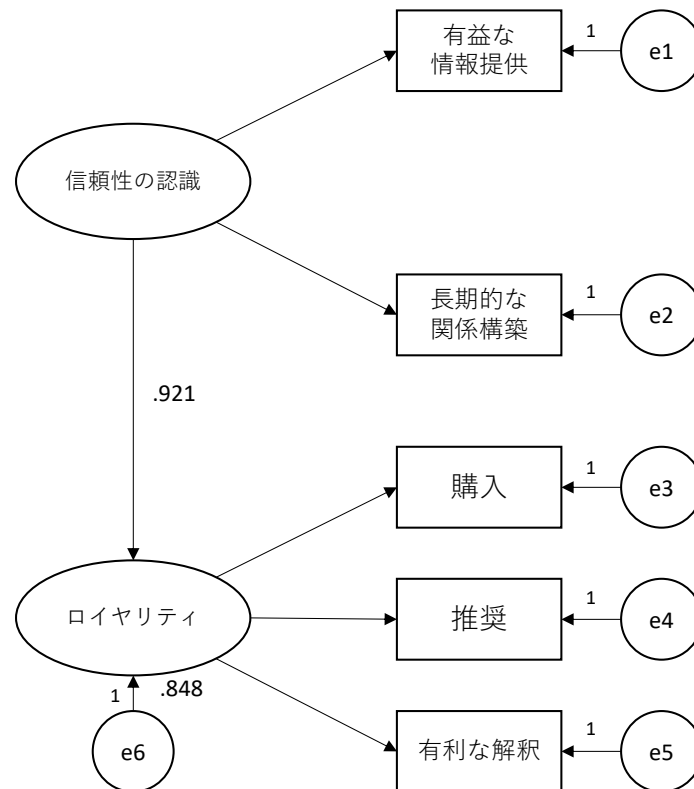 有益な
情報提供
1
e1
信頼性の認識
長期的な
関係構築
1
e2
.921
購入
1
e3
ロイヤリティ
推奨
1
e4
.848
1
e6
有利な解釈
1
e5